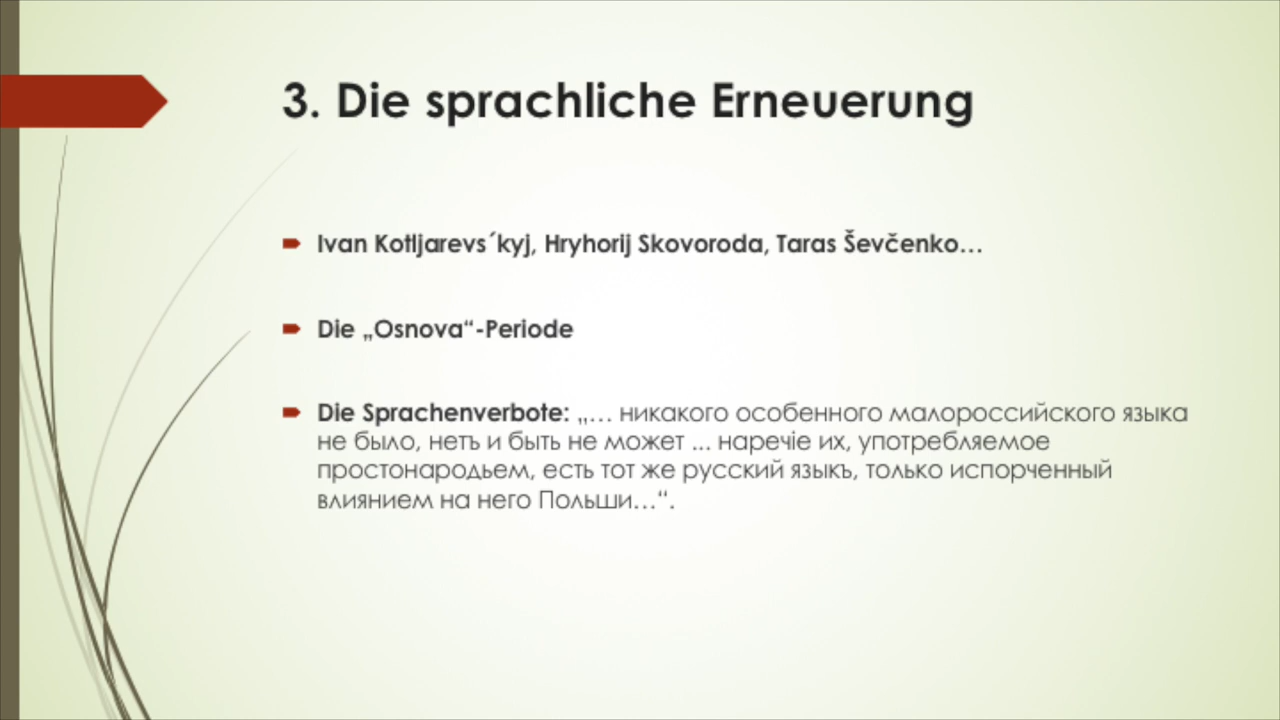 3. Die sprachliche Erneuerung
Ivan Kotljarevs´kyj, Hryhorij Skovoroda, Taras Ševčenko…
Die „Osnova“-Periode
Die Sprachenverbote: „… никакого особенного малороссийского языка
не было, неть и быть не может ... наречіе их, употребляемое
простонародьем, есть тот же русский языкъ, только испорченный
влиянием на него Польши…“.